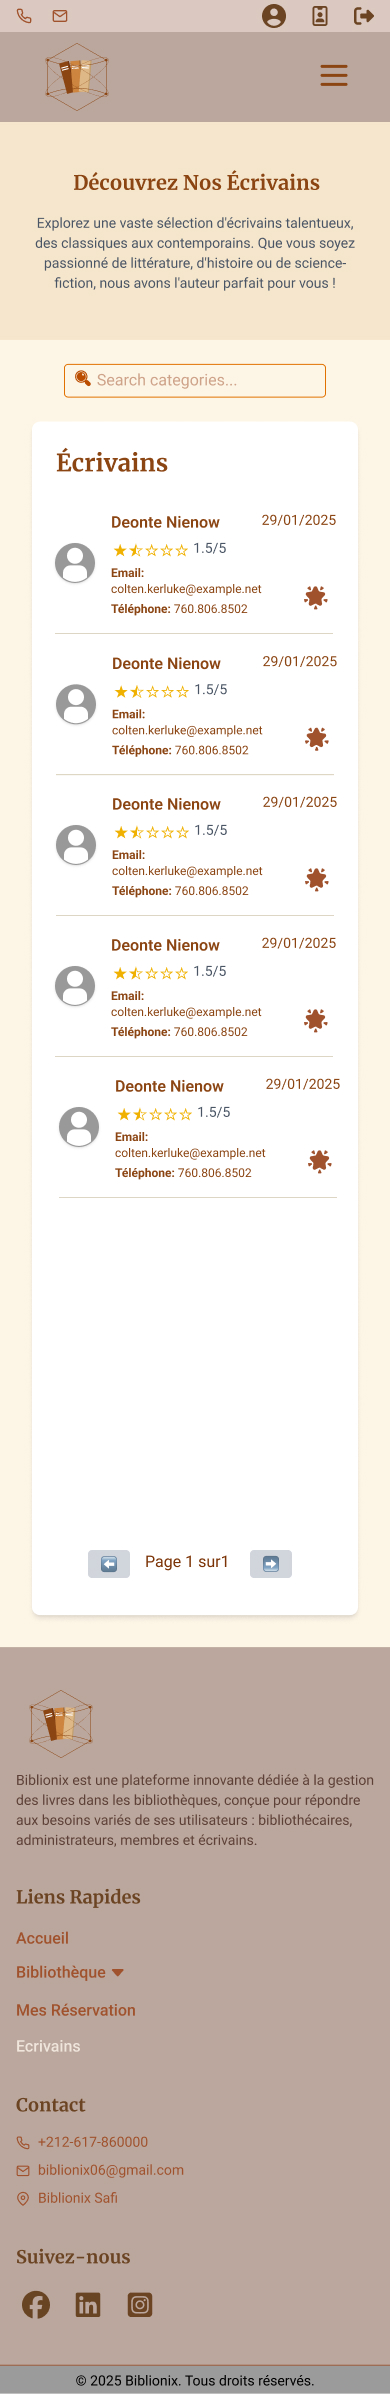 Découvrez Nos Écrivains
Explorez une vaste sélection d'écrivains talentueux,
des classiques aux contemporains. Que vous soyez
passionné de littérature, d'histoire ou de science-
fiction, nous avons l'auteur parfait pour vous !
Search categories...
Écrivains
Deonte Nienow 29/01/2025
1.5/5
Email:
colten.kerluke@example.net
Téléphone: 760.806.8502
Deonte Nienow 29/01/2025
1.5/5
Email:
colten.kerluke@example.net
Téléphone: 760.806.8502
Deonte Nienow 29/01/2025
1.5/5
Email:
colten.kerluke@example.net
Téléphone: 760.806.8502
Deonte Nienow 29/01/2025
1.5/5
Email:
colten.kerluke@example.net
Téléphone: 760.806.8502
Deonte Nienow 29/01/2025
1.5/5
Email:
colten.kerluke@example.net
Téléphone: 760.806.8502
Page 1 sur1
Biblionix est une plateforme innovante dédiée à la gestion
des livres dans les bibliothèques, conçue pour répondre
aux besoins variés de ses utilisateurs : bibliothécaires,
administrateurs, membres et écrivains.
Liens Rapides
Accueil
Bibliothèque
Mes Réservation
Ecrivains
Contact
+212-617-860000
biblionix06@gmail.com
Biblionix Safi
Suivez-nous
© 2025 Biblionix. Tous droits réservés.